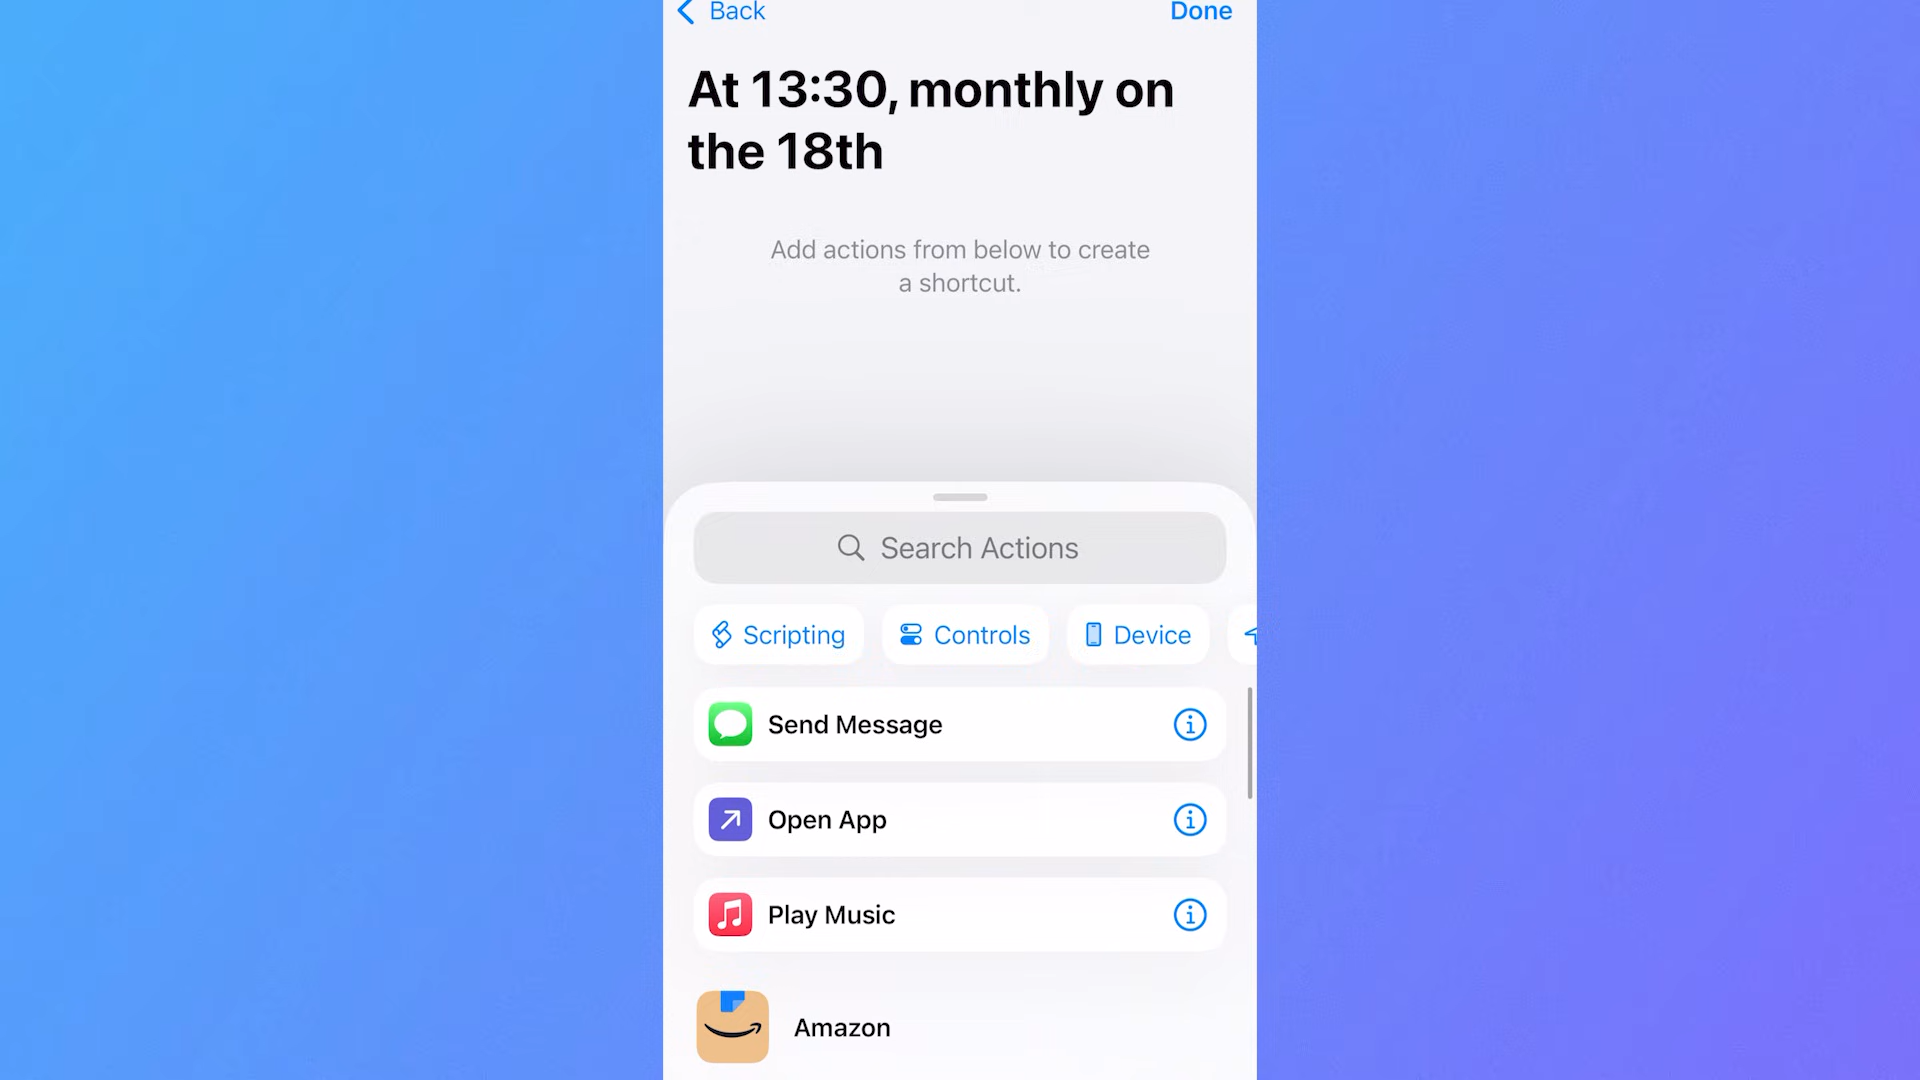 Back
Done
At 13:30, monthly on
the 18th
Add actions from below to create
a shortcut.
Search Actions
Scripting
Controls
Device
Send Message
Open App
Play Music
Amazon